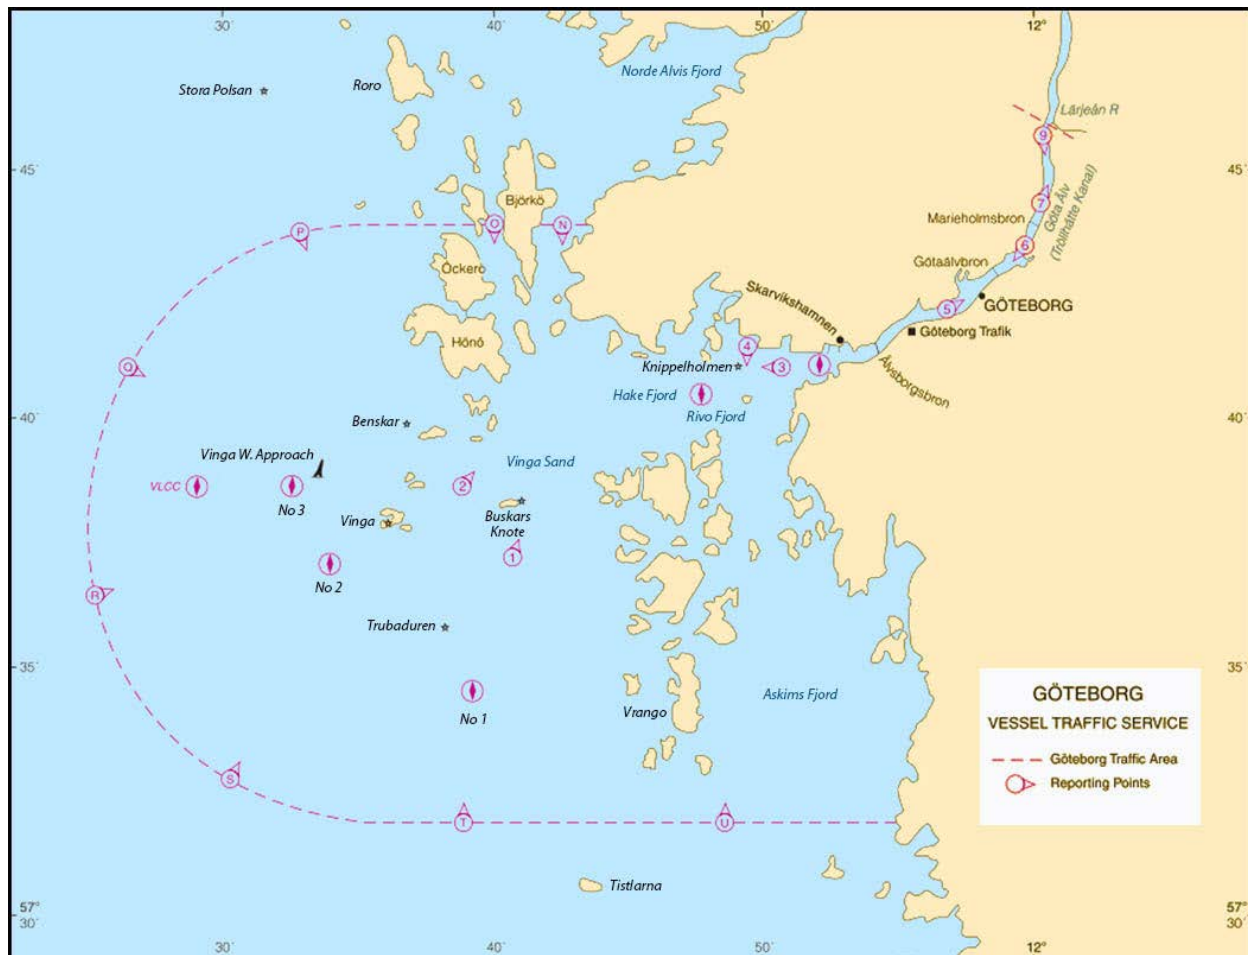 30´
40´
50´
12°
Norde Alvis Fjord
Stora Polsan
Roro
Lärjeån R
9
45´
45´
Björkö
7
Göta Älv
(Tröllhätte Kanal)
Marieholmsbron
P
O
N
6
Öckerö
Götaälvbron
Skarvikshamnen
5
GÖTEBORG
Göteborg Trafik
Hönö
4
Knippelholmen
3
Älvsborgsbron
Q
Hake Fjord
Rivo Fjord
40´
40´
Benskar
Vinga W. Approach
Vinga Sand
VLCC
No 3
2
Vinga
Buskars
Knote
1
No 2
R
Trubaduren
35´
35´
Askims Fjord
Vrango
No 1
GÖTEBORG
VESSEL TRAFFIC SERVICE
Göteborg Traffic Area
Reporting Points
S
T
U
Tistlarna
57°
30´
57°
30´
30´
40´
50´
12°